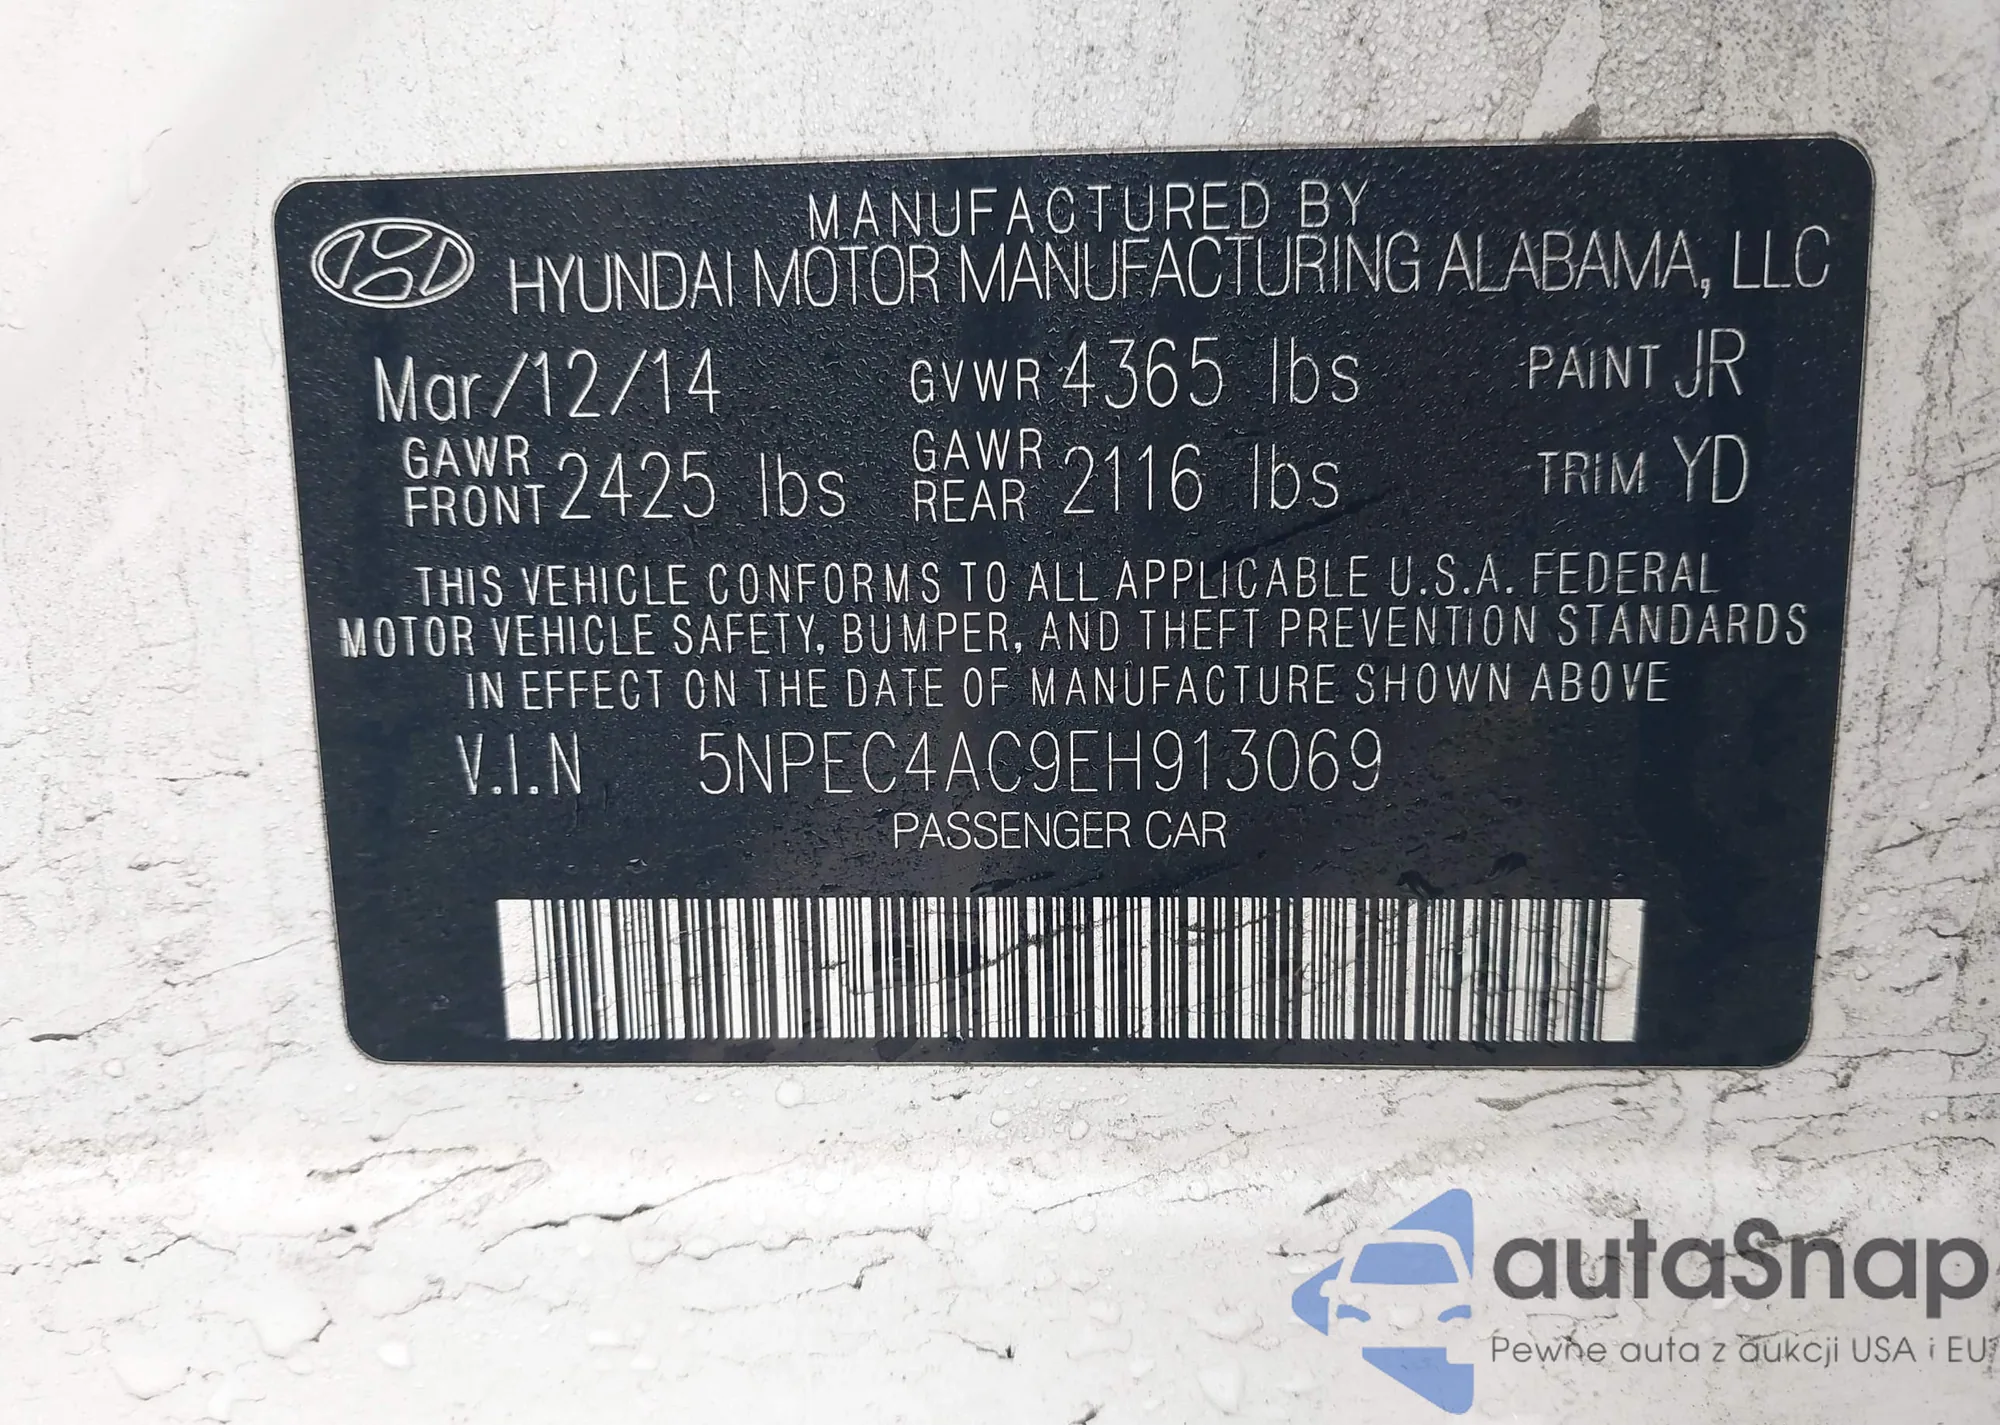 MANUFACTURED BY
HYUNDAI MOTOR MANUFACTURING ALABAMA, LLC
Mar/12/14 GVWR 4365 lbs PAINT JR
GAWR FRONT 2425 lbs GAWR REAR 2116 lbs TRIM YD
THIS VEHICLE CONFORMS TO ALL APPLICABLE U.S.A. FEDERAL
MOTOR VEHICLE SAFETY, BUMPER, AND THEFT PREVENTION STANDARDS
IN EFFECT ON THE DATE OF MANUFACTURE SHOWN ABOVE
V.I.N 5NPEC4AC9EH913069
PASSENGER CAR
autaSnap
Pewne auta z aukcji USA i EU